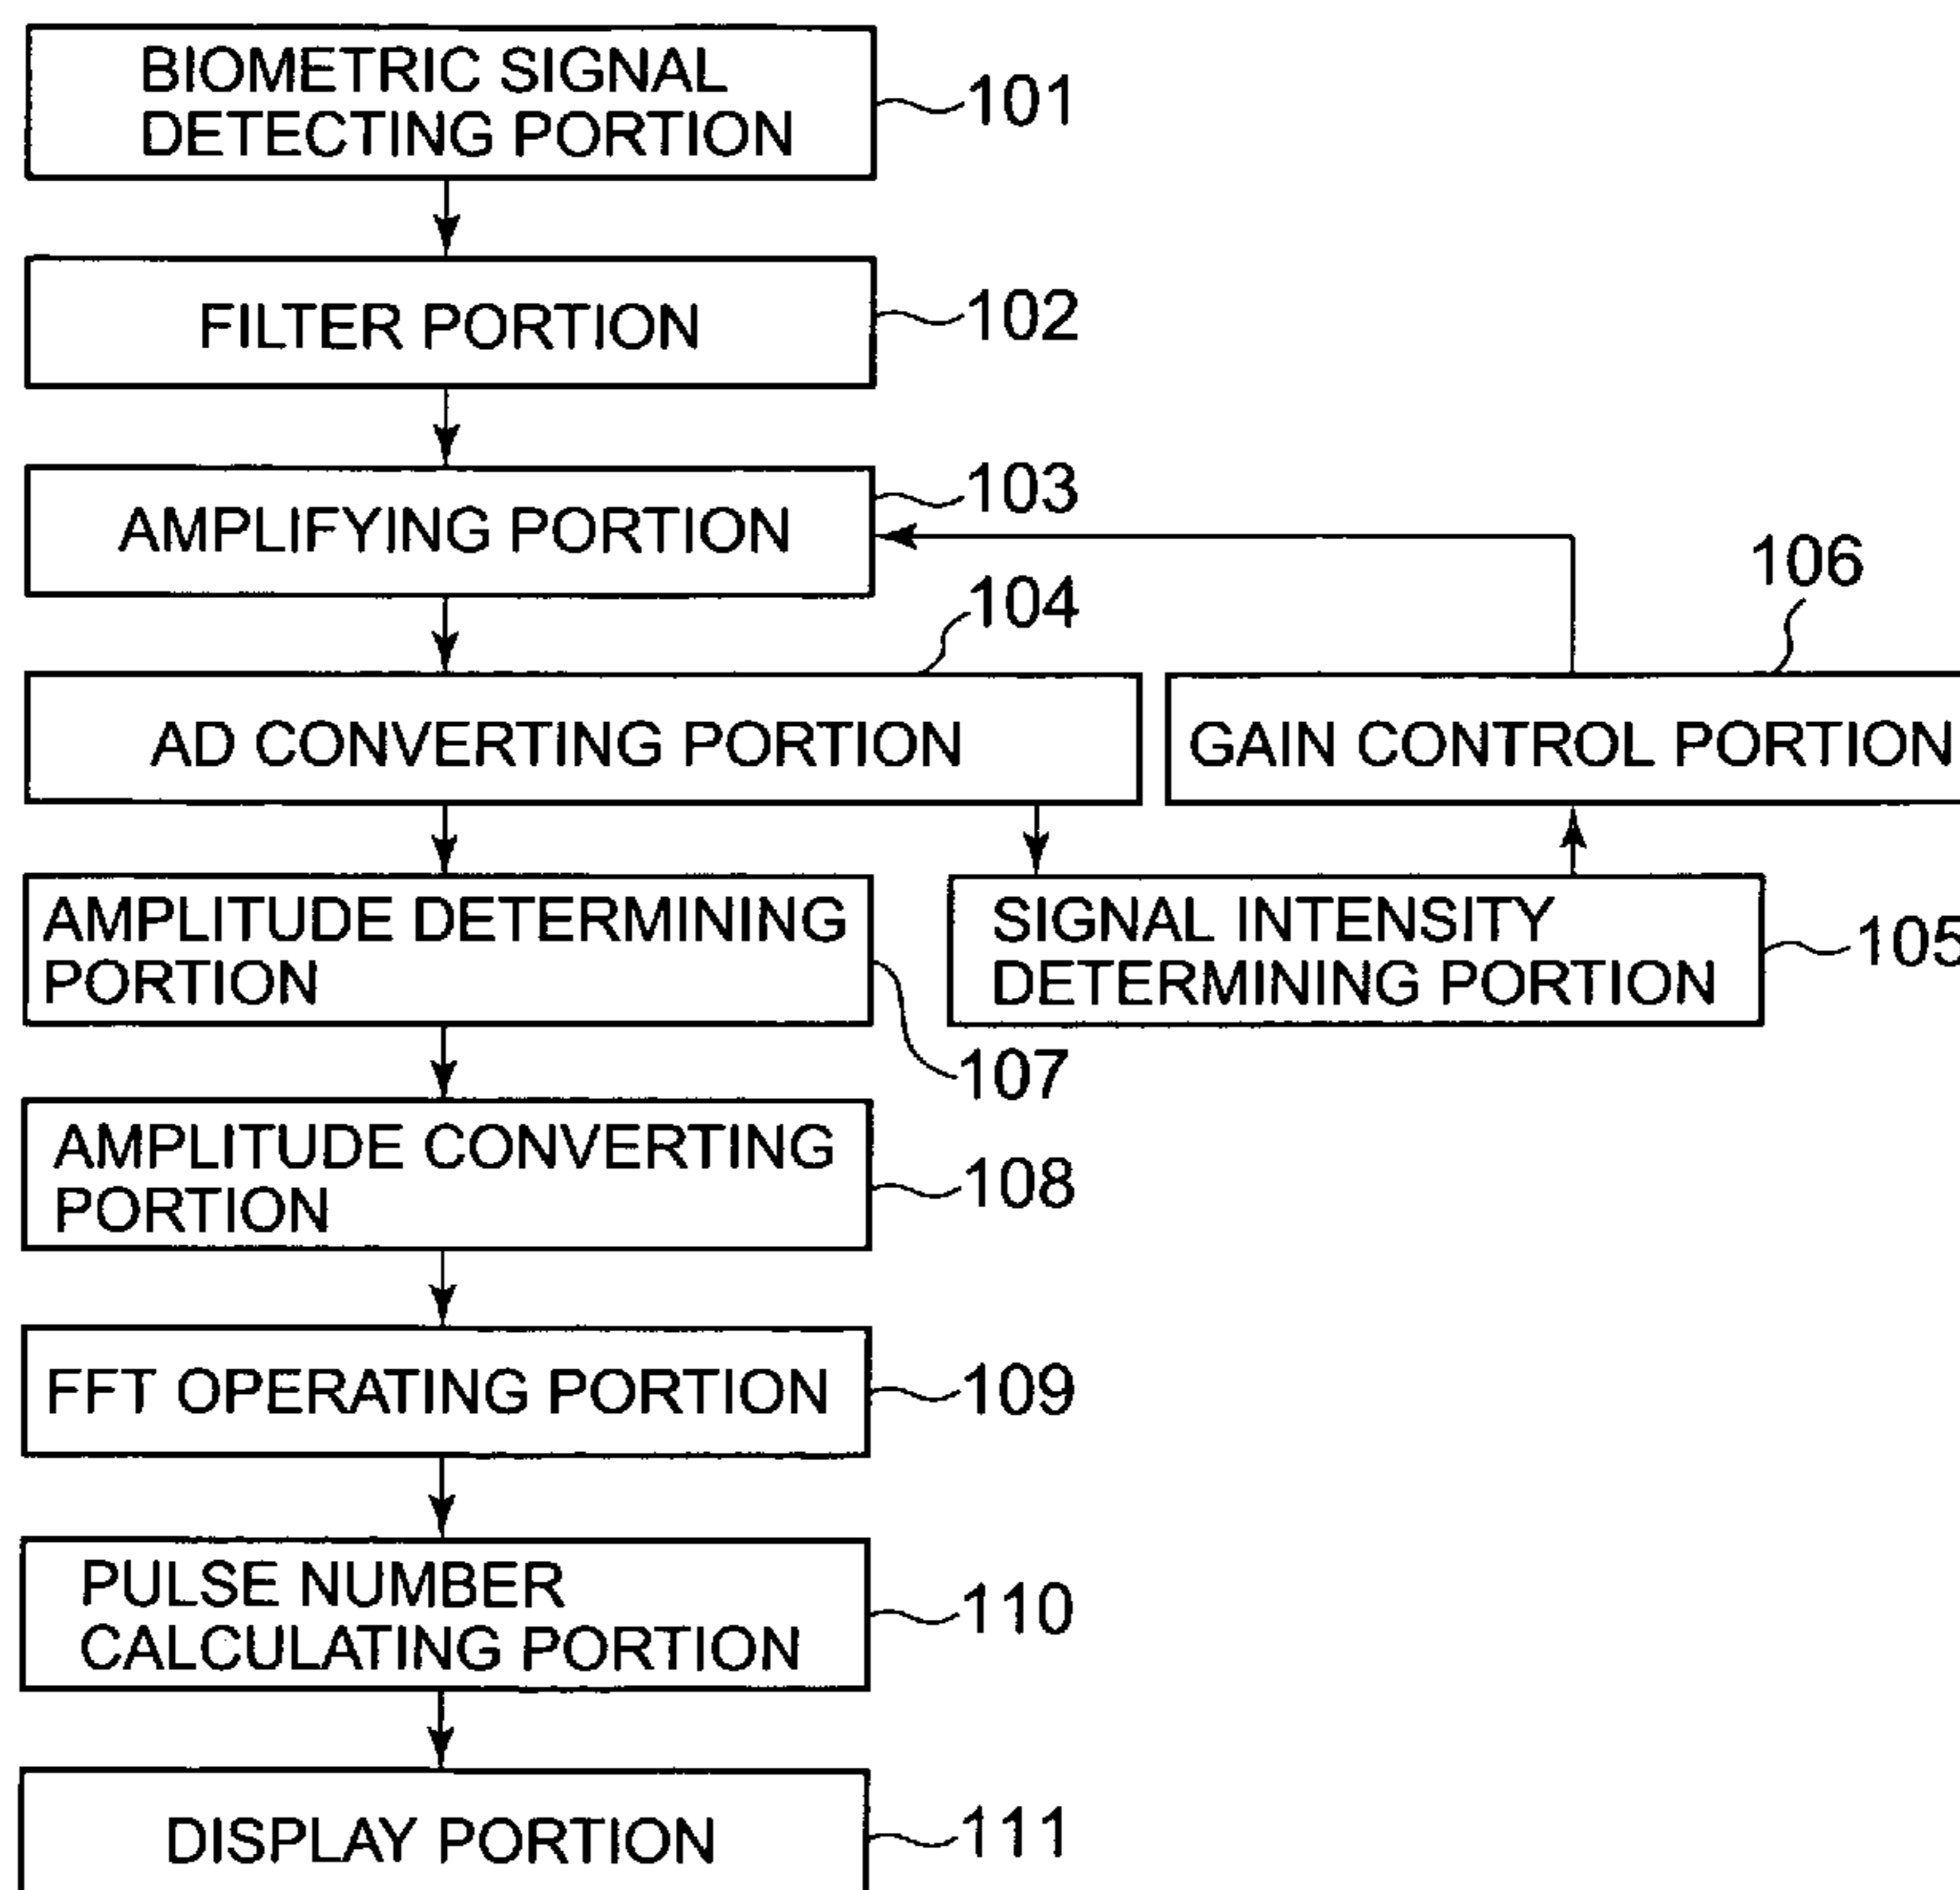 BIOMETRIC SIGNAL
DETECTING PORTION
101
FILTER PORTION
102
AMPLIFYING PORTION
103
104
106
AD CONVERTING PORTION
GAIN CONTROL PORTION
AMPLITUDE DETERMINING
PORTION
107
SIGNAL INTENSITY
DETERMINING PORTION
105
AMPLITUDE CONVERTING
PORTION
108
FFT OPERATING PORTION
109
PULSE NUMBER
CALCULATING PORTION
110
DISPLAY PORTION
111